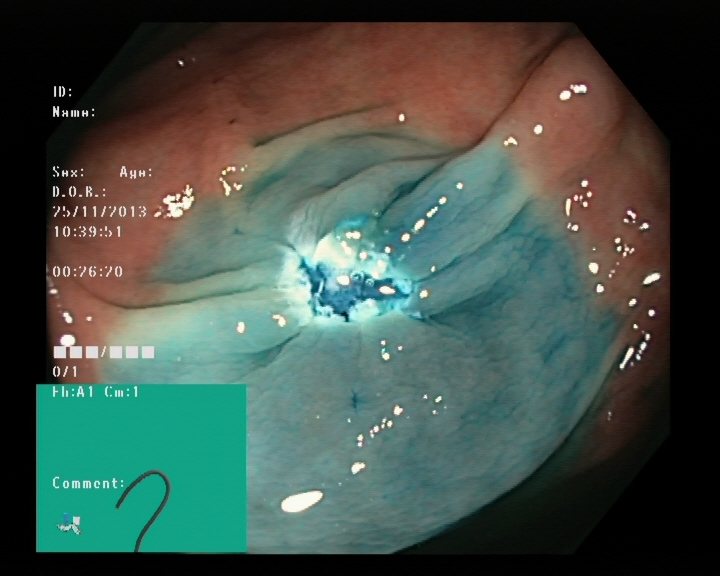 ID:
Name:
Sex: Age:
D.O.B.:
25/11/2013
10:39:51
00:26:20
0/1
Eh:A1 Cm:1
Comment: